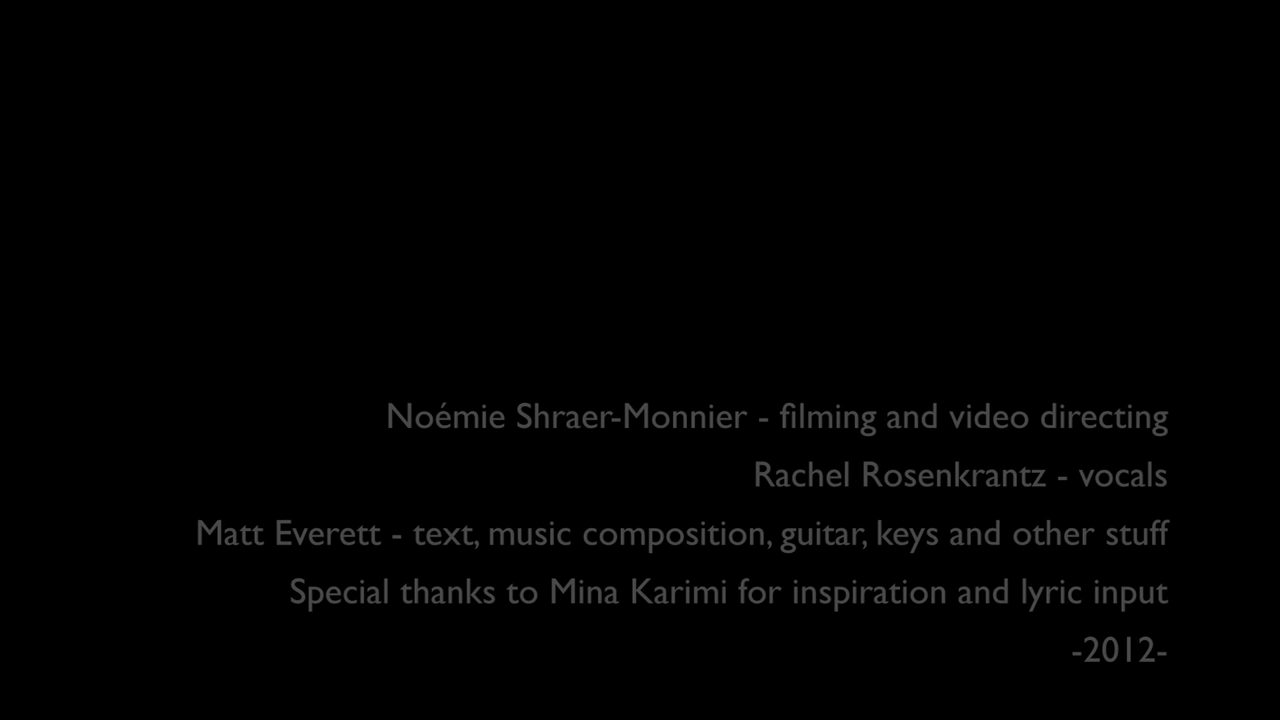 Noémie Shraer-Monnier - filming and video directing
Rachel Rosenkrantz - vocals
Matt Everett - text, music composition, guitar, keys and other stuff
Special thanks to Mina Karimi for inspiration and lyric input
-2012-